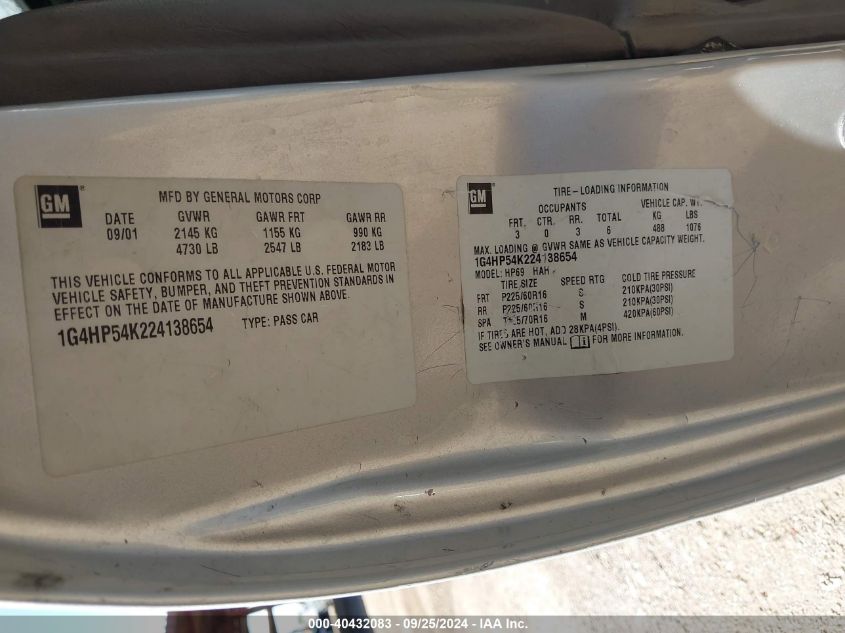 GM
MFD BY GENERAL MOTORS CORP
DATE GVWR GAWR FRT GAWR RR
09/01 2145 KG 1155 KG 990 KG
4730 LB 2547 LB 2183 LB
THIS VEHICLE CONFORMS TO ALL APPLICABLE U.S. FEDERAL MOTOR
VEHICLE SAFETY, BUMPER, AND THEFT PREVENTION STANDARDS IN
EFFECT ON THE DATE OF MANUFACTURE SHOWN ABOVE.
1G4HP54K224138654 TYPE: PASS CAR
GM
TIRE-LOADING INFORMATION
OCCUPANTS VEHICLE CAP. WT.
FRT. CTR. RR. TOTAL KG LBS
3 0 3 6 488 1076
MAX. LOADING @ GVWR SAME AS VEHICLE CAPACITY WEIGHT.
1G4HP54K224138654
MODEL: HP69 HAH
TIRE SIZE SPEED RTG COLD TIRE PRESSURE
FRT P225/60R16 S 210KPA(30PSI)
RR P225/60R16 S 210KPA(30PSI)
SPA M 420KPA(60PSI)
IF TIRES ARE HOT, ADD 28KPA(4PSI).
SEE OWNER'S MANUAL FOR MORE INFORMATION.
000-40432083 - 09/25/2024 - IAA Inc.